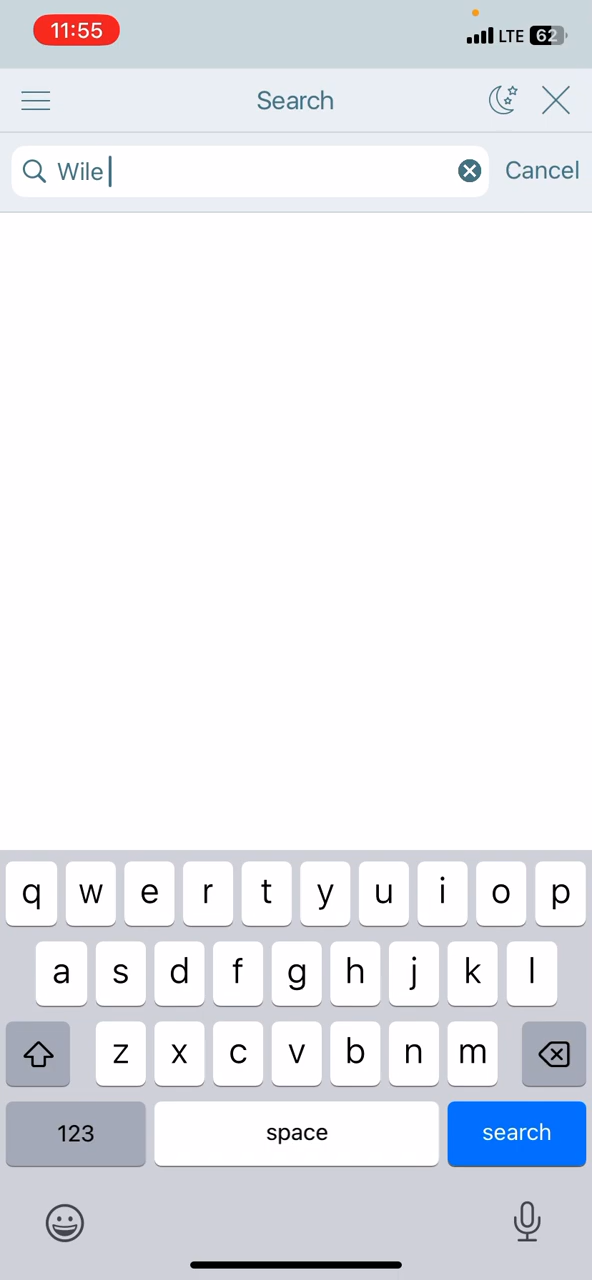 11:55
LTE 62
Search
Wile
Cancel
q w e r t y u i o p
a s d f g h j k l
z x c v b n m
123 space search